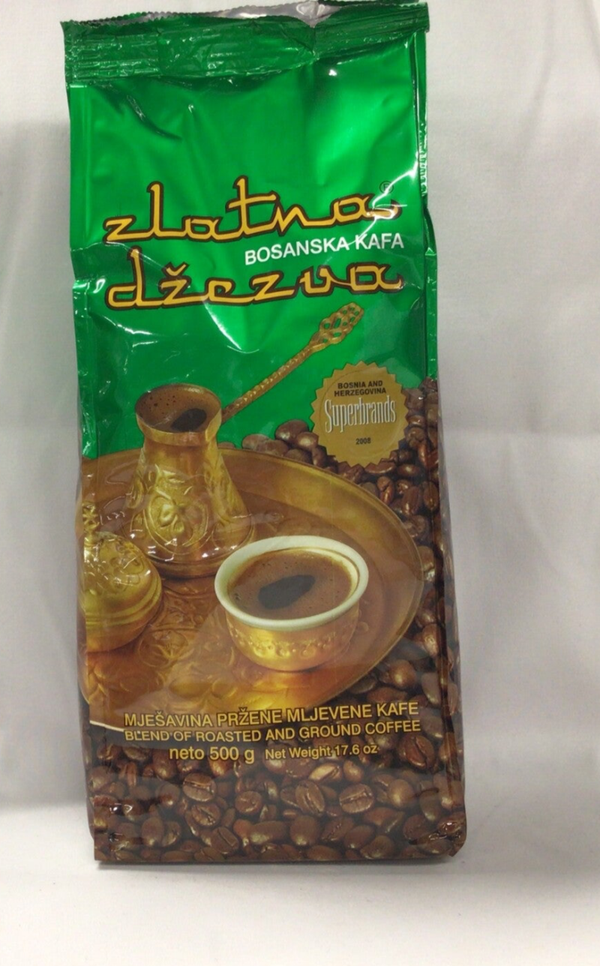 zlatna®
BOSANSKA KAFA
džezva
BOSNIA AND
HERZEGOVINA
Superbrands
2008
MJEŠAVINA PRŽENE MLJEVENE KAFE
BLEND OF ROASTED AND GROUND COFFEE
neto 500 g Net Weight 17.6 oz